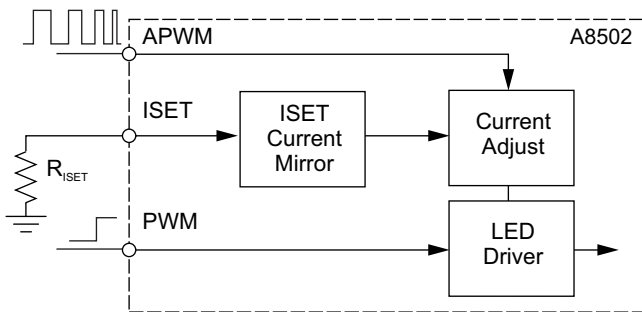 APWM
A8502
ISET
ISET
Current
Mirror
Current
Adjust
RISET
PWM
LED
Driver